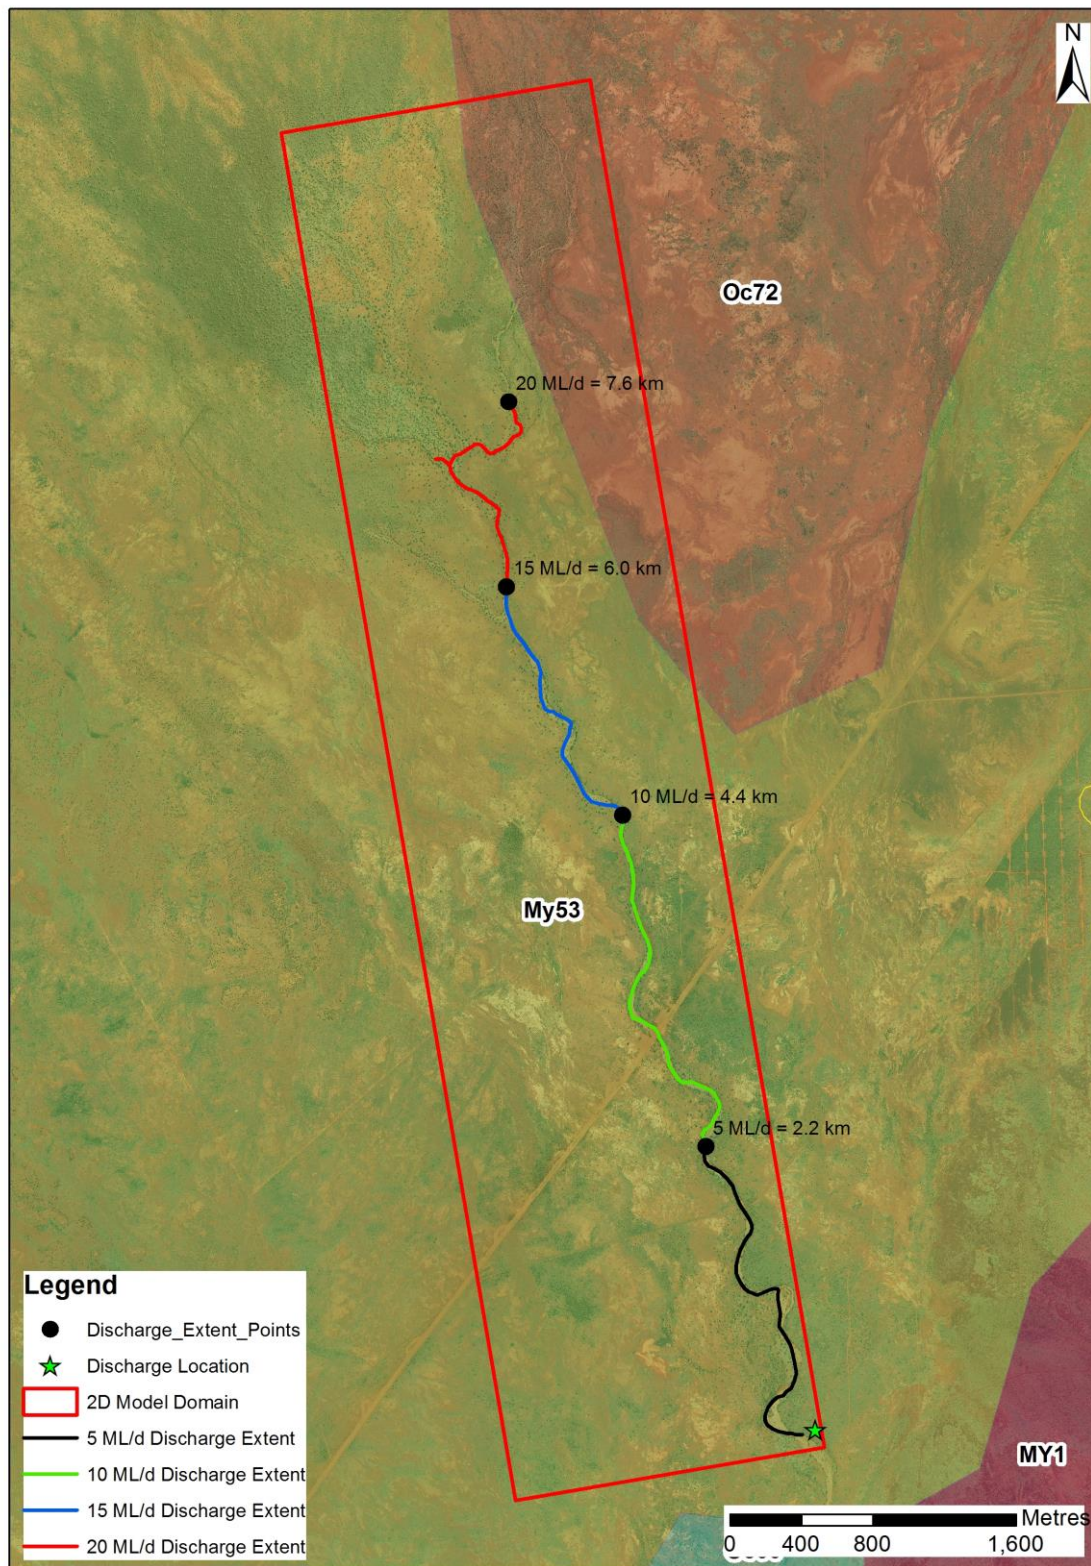 N
Oc72
20 ML/d = 7.6 km
15 ML/d = 6.0 km
10 ML/d = 4.4 km
My53
5 ML/d = 2.2 km
MY1
Legend
Discharge_Extent_Points
Discharge Location
2D Model Domain
5 ML/d Discharge Extent
10 ML/d Discharge Extent
15 ML/d Discharge Extent
20 ML/d Discharge Extent
Metres
0 400 800 1,600